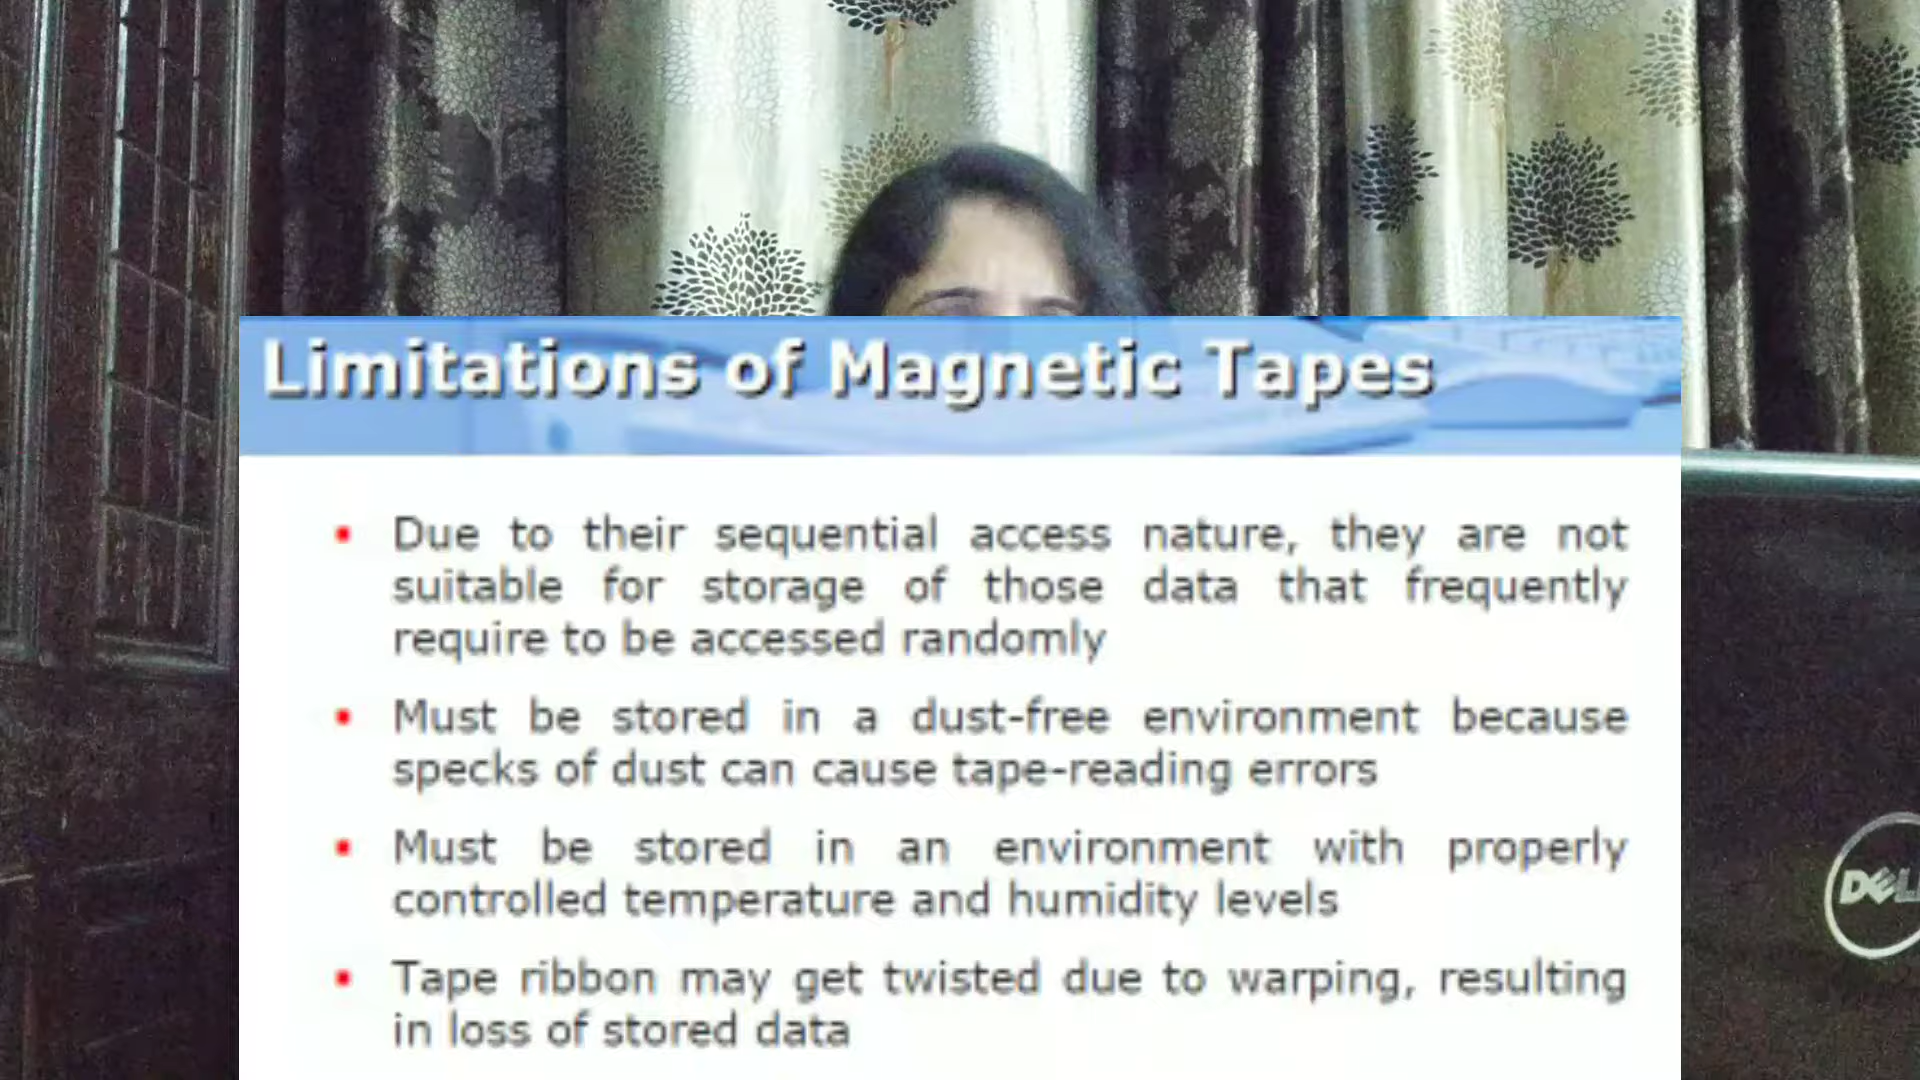 Limitations of Magnetic Tapes
Due to their sequential access nature, they are not
suitable for storage of those data that frequently
require to be accessed randomly
Must be stored in a dust-free environment because
specks of dust can cause tape-reading errors
Must be stored in an environment with properly
controlled temperature and humidity levels
Tape ribbon may get twisted due to warping, resulting
in loss of stored data
DELL